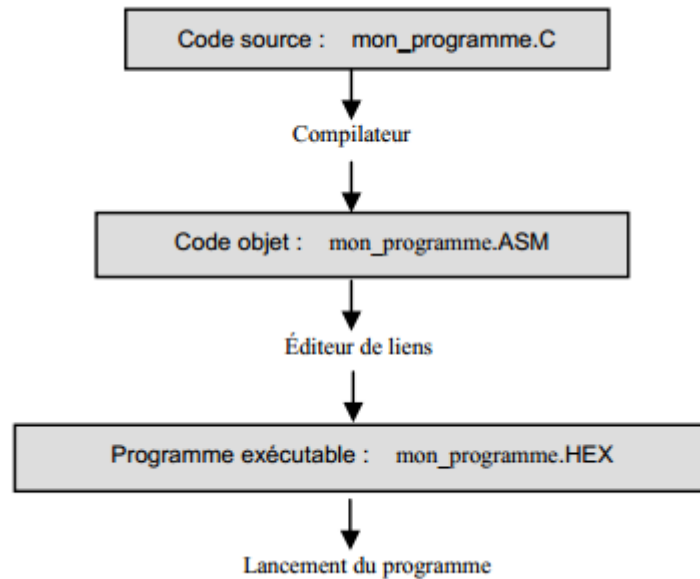 Code source : mon_programme.C
Compilateur
Code objet : mon_programme.ASM
Éditeur de liens
Programme exécutable : mon_programme.HEX
Lancement du programme